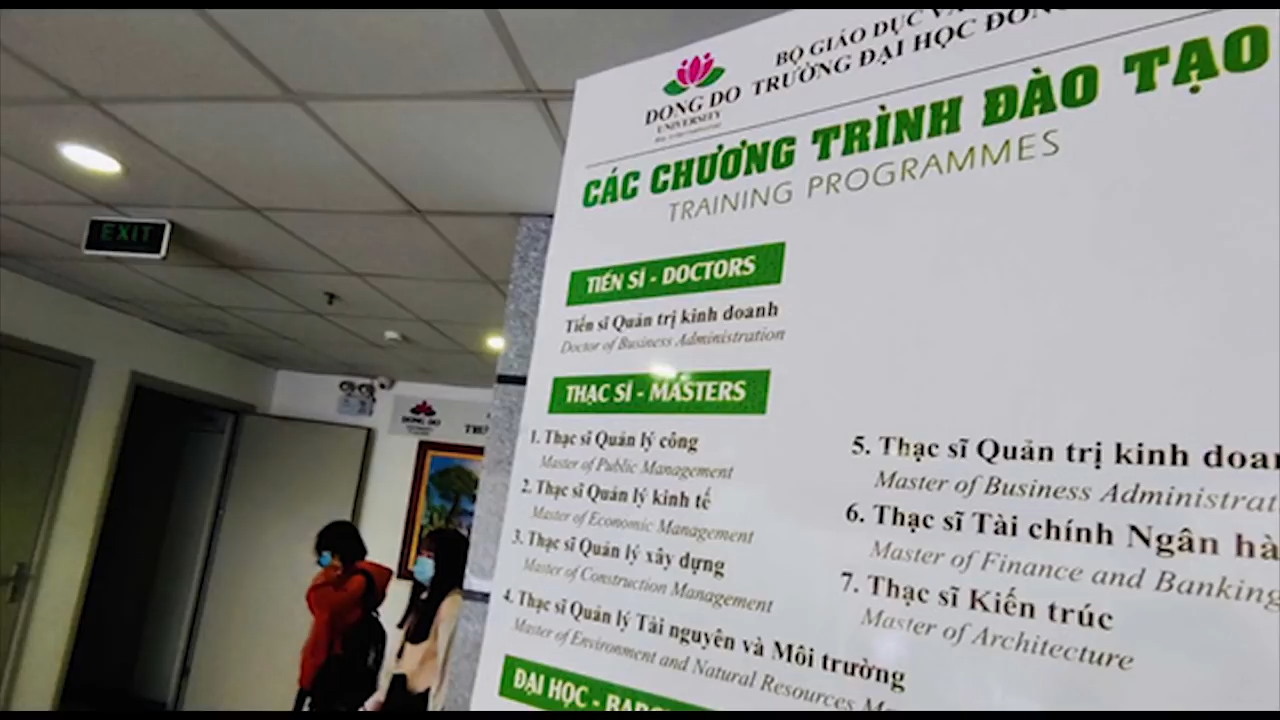 EXIT
DONG DO
DONG DO
UNIVERSITY
BỘ GIÁO DỤC VÀ
TRƯỜNG ĐẠI HỌC ĐÔNG
CÁC CHƯƠNG TRÌNH ĐÀO TẠO
TRAINING PROGRAMMES
TIẾN SĨ - DOCTORS
Tiến sĩ Quản trị kinh doanh
Doctor of Business Administration
THẠC SĨ - MASTERS
1. Thạc sĩ Quản lý công
Master of Public Management
2. Thạc sĩ Quản lý kinh tế
Master of Economic Management
3. Thạc sĩ Quản lý xây dựng
Master of Construction Management
4. Thạc sĩ Quản lý Tài nguyên và Môi trường
Master of Environment and Natural Resources
5. Thạc sĩ Quản trị kinh doa
Master of Business Administrat
6. Thạc sĩ Tài chính Ngân hà
Master of Finance and Banking
7. Thạc sĩ Kiến trúc
Master of Architecture
ĐẠI HỌC -